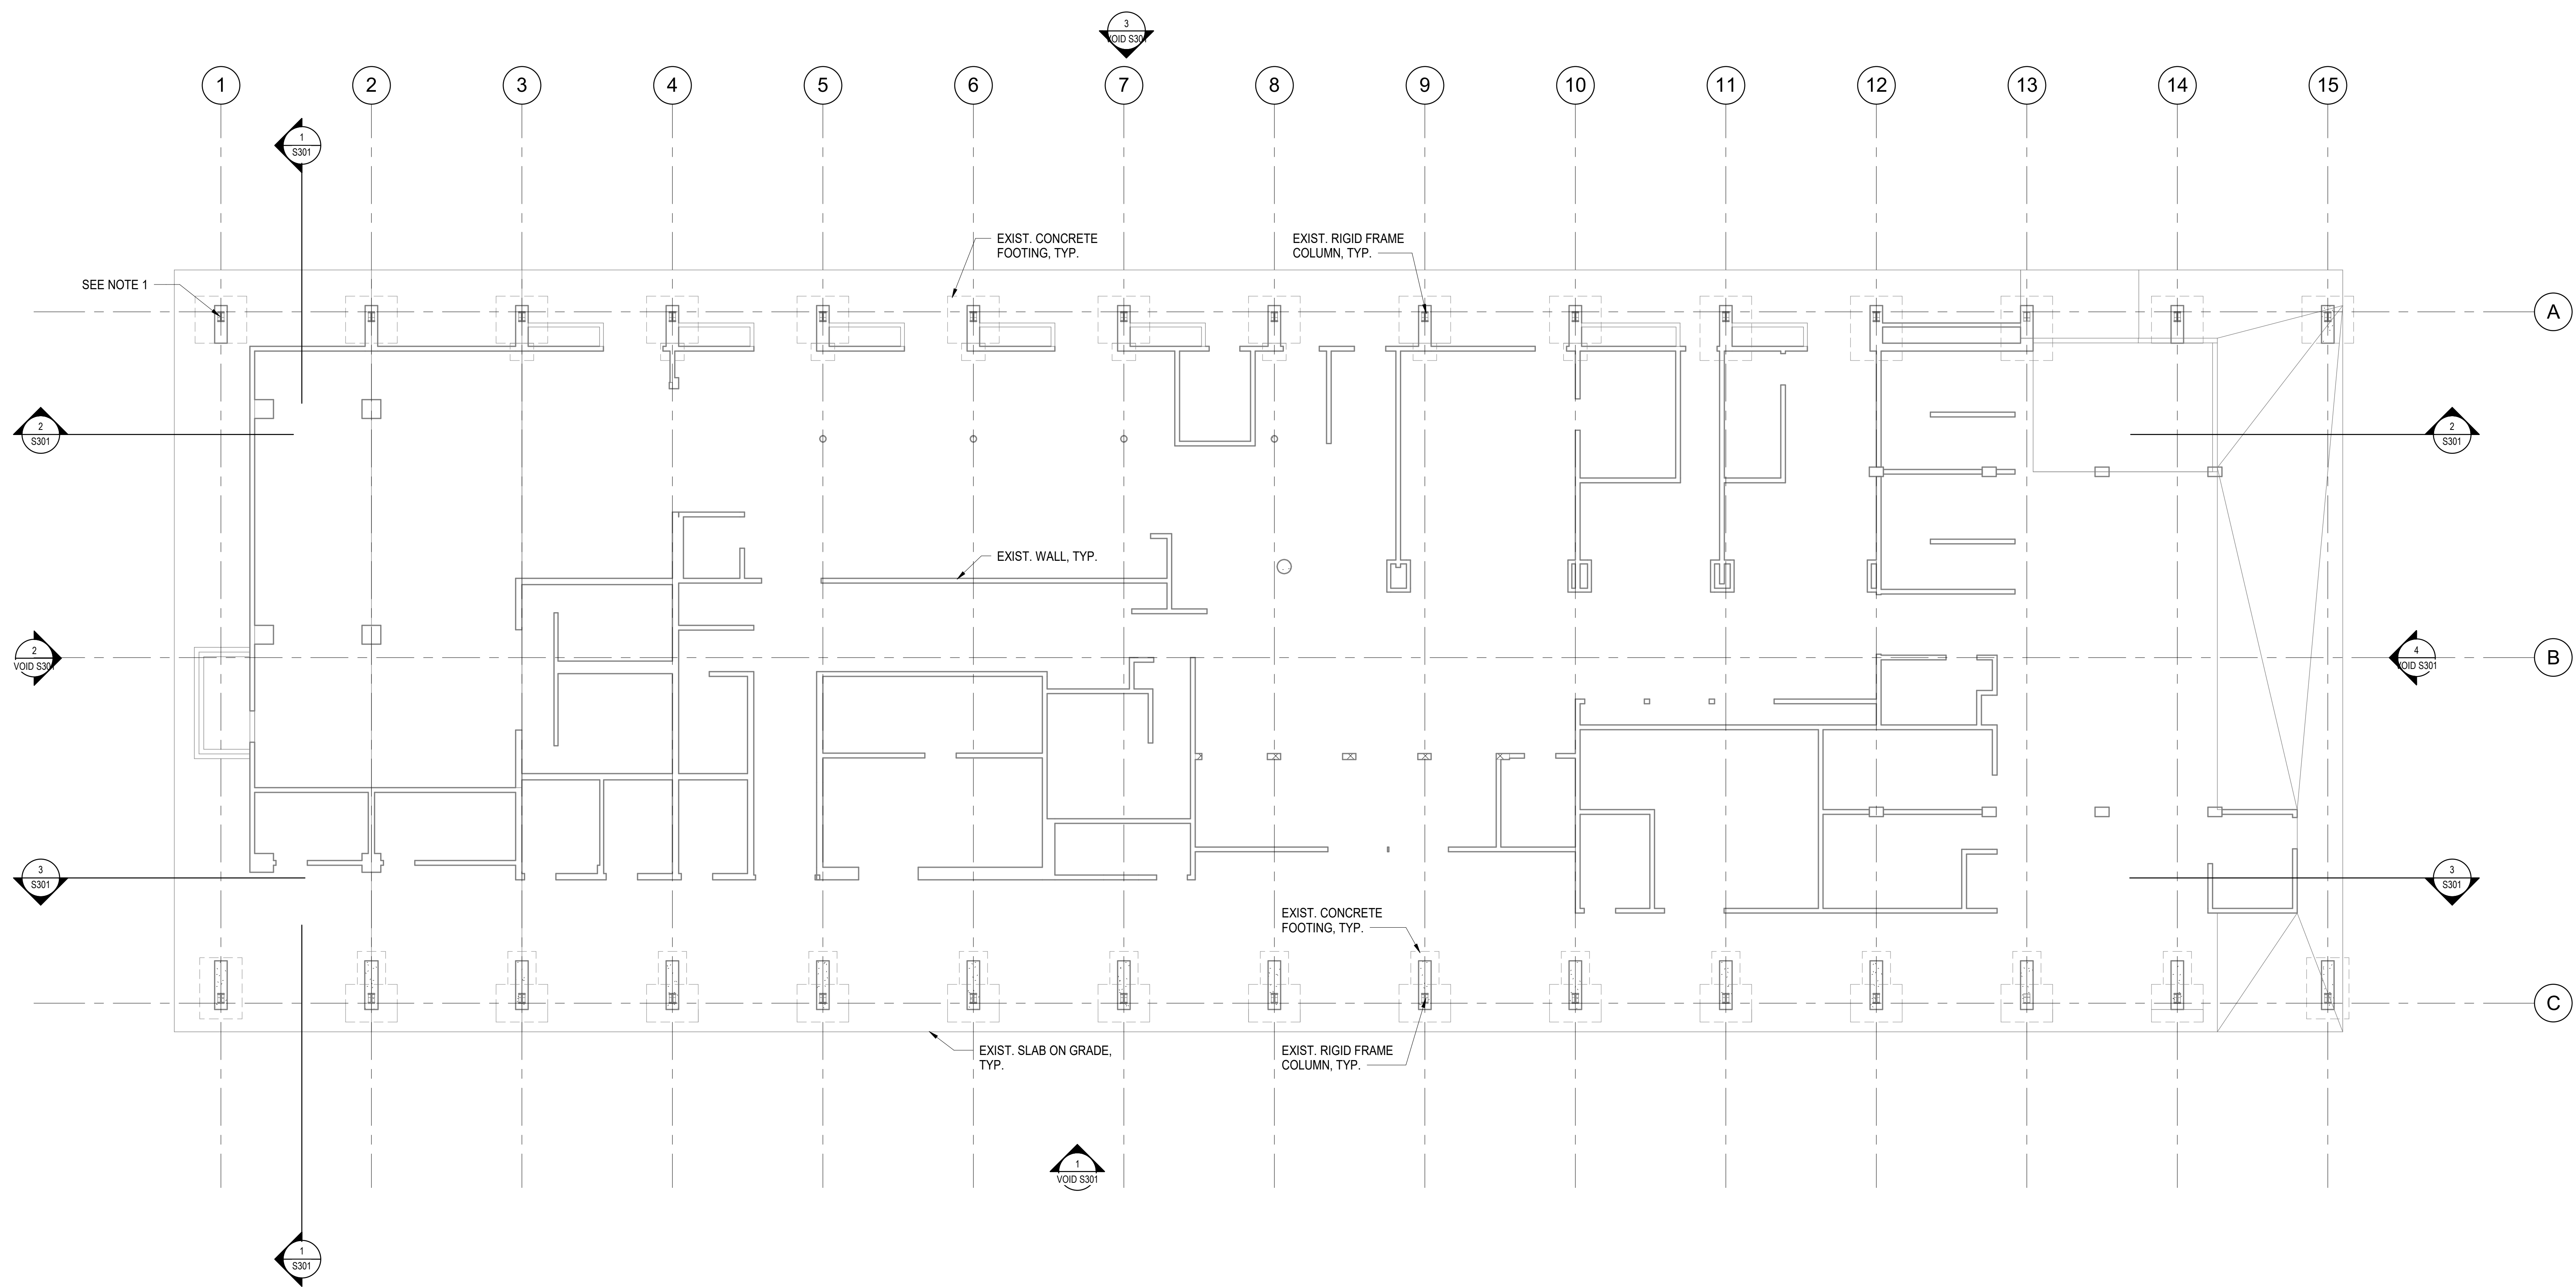 3
VOID S301
1
2
3
4
5
6
7
8
9
10
11
12
13
14
15
1
S301
EXIST. CONCRETE
FOOTING, TYP.
EXIST. RIGID FRAME
COLUMN, TYP.
SEE NOTE 1
A
2
S301
2
S301
EXIST. WALL, TYP.
2
VOID S301
4
VOID S301
B
3
S301
3
S301
EXIST. CONCRETE
FOOTING, TYP.
C
EXIST. SLAB ON GRADE,
TYP.
EXIST. RIGID FRAME
COLUMN, TYP.
1
VOID S301
1
S301